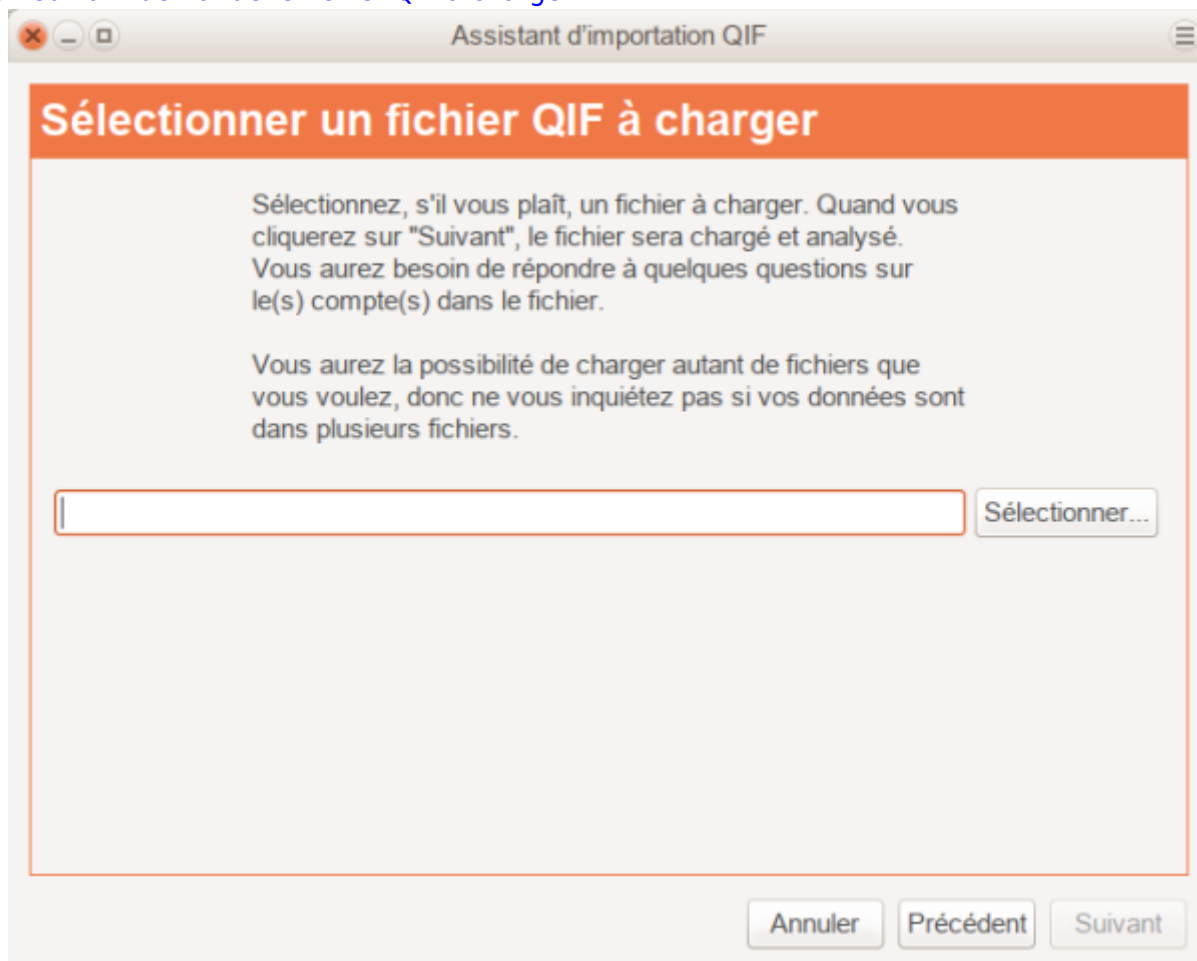 Assistant d'importation QIF
Sélectionner un fichier QIF à charger
Sélectionnez, s'il vous plaît, un fichier à charger. Quand vous
cliquerez sur "Suivant", le fichier sera chargé et analysé.
Vous aurez besoin de répondre à quelques questions sur
le(s) compte(s) dans le fichier.
Vous aurez la possibilité de charger autant de fichiers que
vous voulez, donc ne vous inquiétez pas si vos données sont
dans plusieurs fichiers.
Sélectionner...
Annuler
Précédent
Suivant